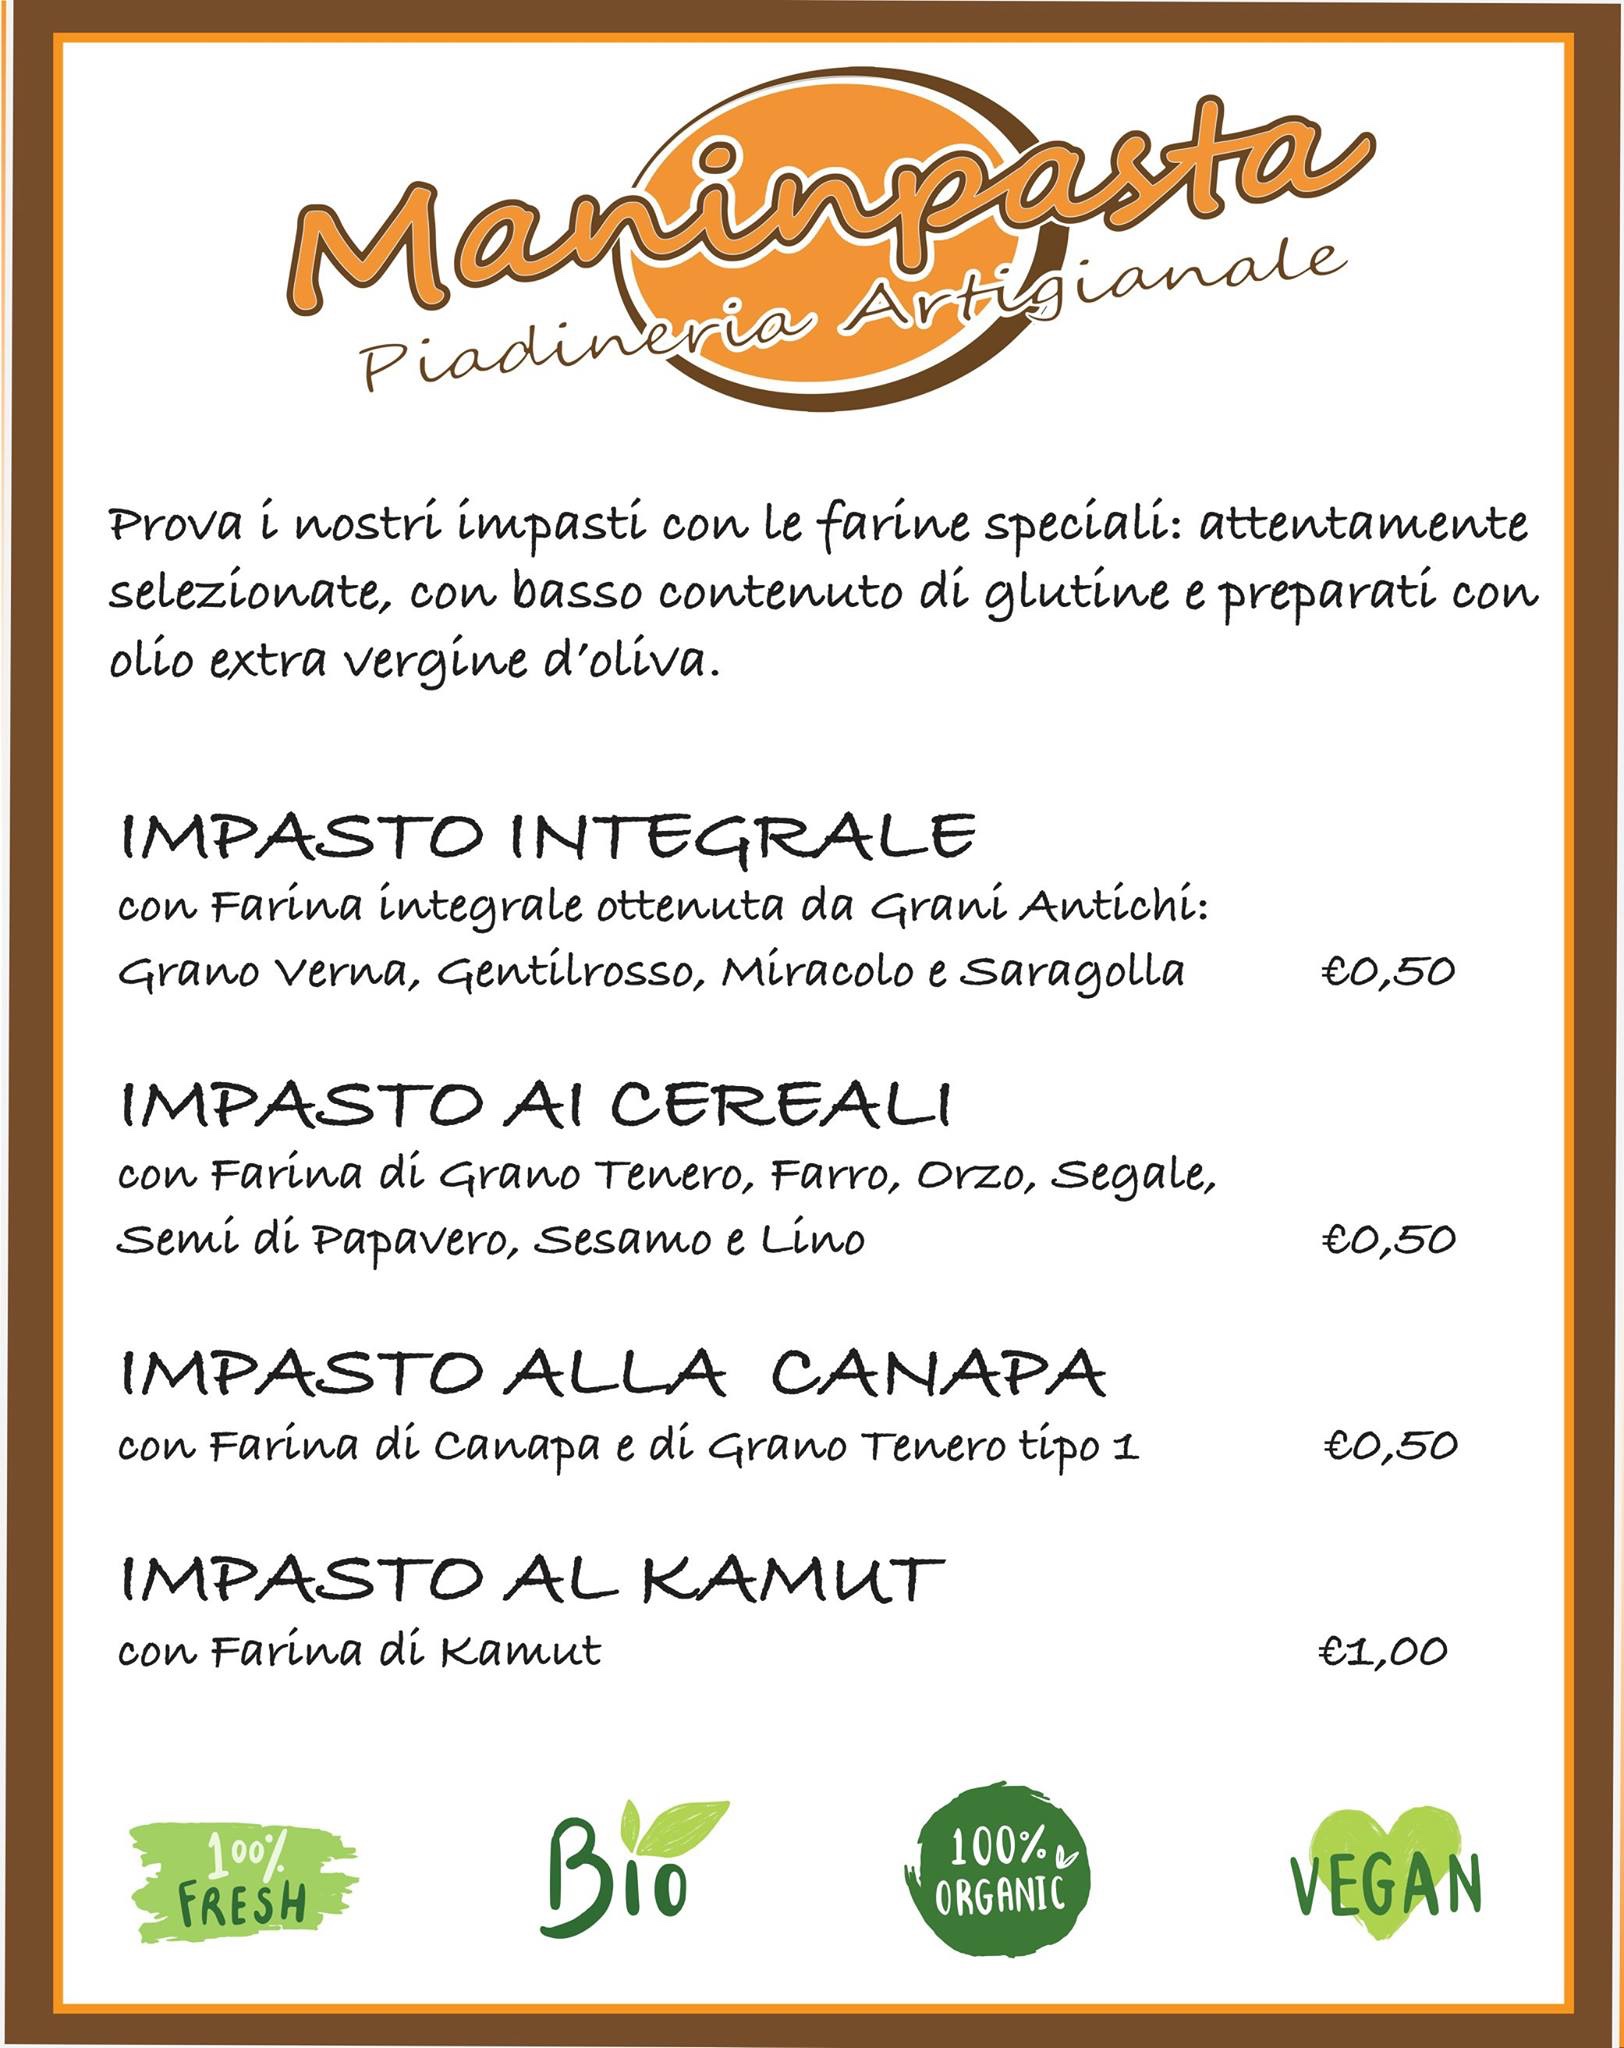 Maninpasta
Piadineria Artigianale
Prova i nostri impasti con le farine speciali: attentamente
selezionate, con basso contenuto di glutine e preparati con
olio extra vergine d'oliva.
IMPASTO INTEGRALE
con Farina integrale ottenuta da Grani Antichi:
Grano Verna, Gentilrosso, Miracolo e Saragolla €0,50
IMPASTO AI CEREALI
con Farina di Grano Tenero, Farro, Orzo, Segale,
Semi di Papavero, Sesamo e Lino €0,50
IMPASTO ALLA CANAPA
con Farina di Canapa e di Grano Tenero tipo 1 €0,50
IMPASTO AL KAMUT
con Farina di Kamut €1,00
100%
FRESH
Bio
100%
ORGANIC
VEGAN